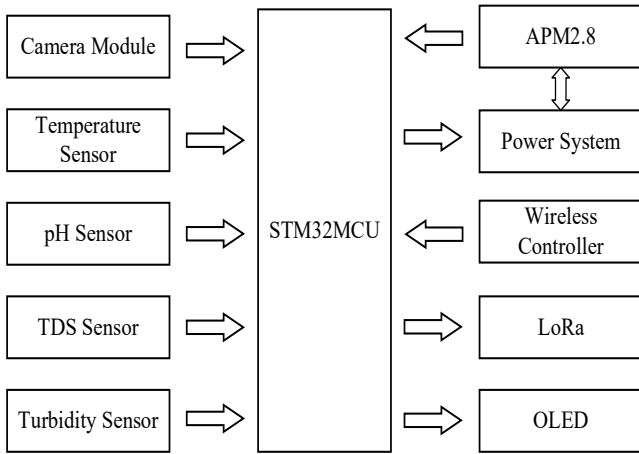 Camera Module
Temperature
Sensor
pH Sensor
TDS Sensor
Turbidity Sensor
STM32MCU
APM2.8
Power System
Wireless
Controller
LoRa
OLED